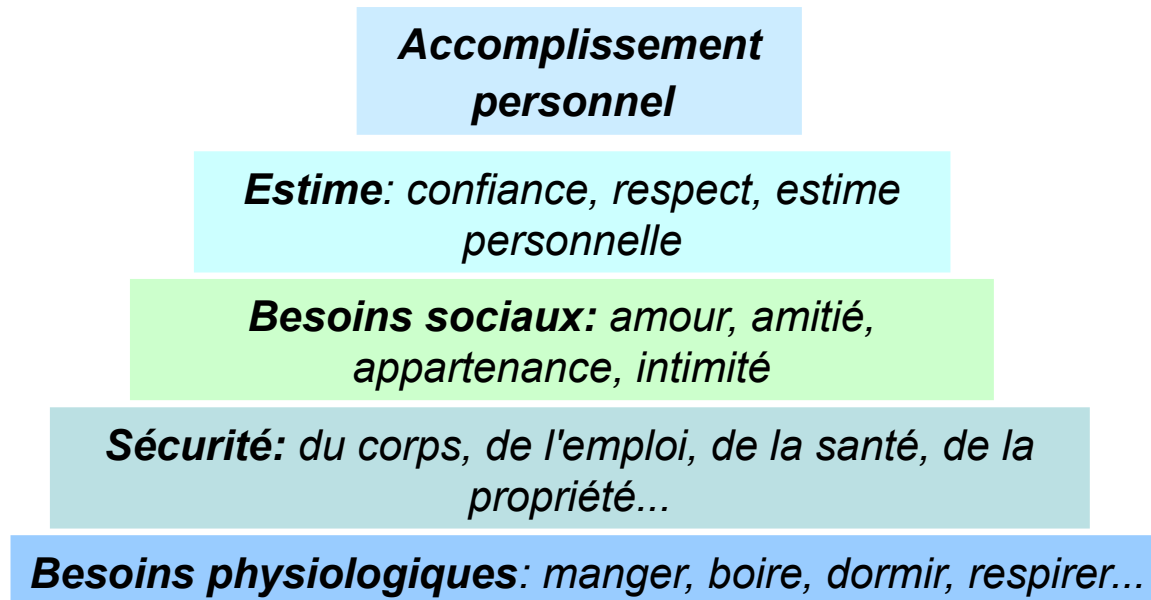 Accomplissement
personnel
Estime: confiance, respect, estime
personnelle
Besoins sociaux: amour, amitié,
appartenance, intimité
Sécurité: du corps, de l'emploi, de la santé, de la
propriété...
Besoins physiologiques: manger, boire, dormir, respirer...